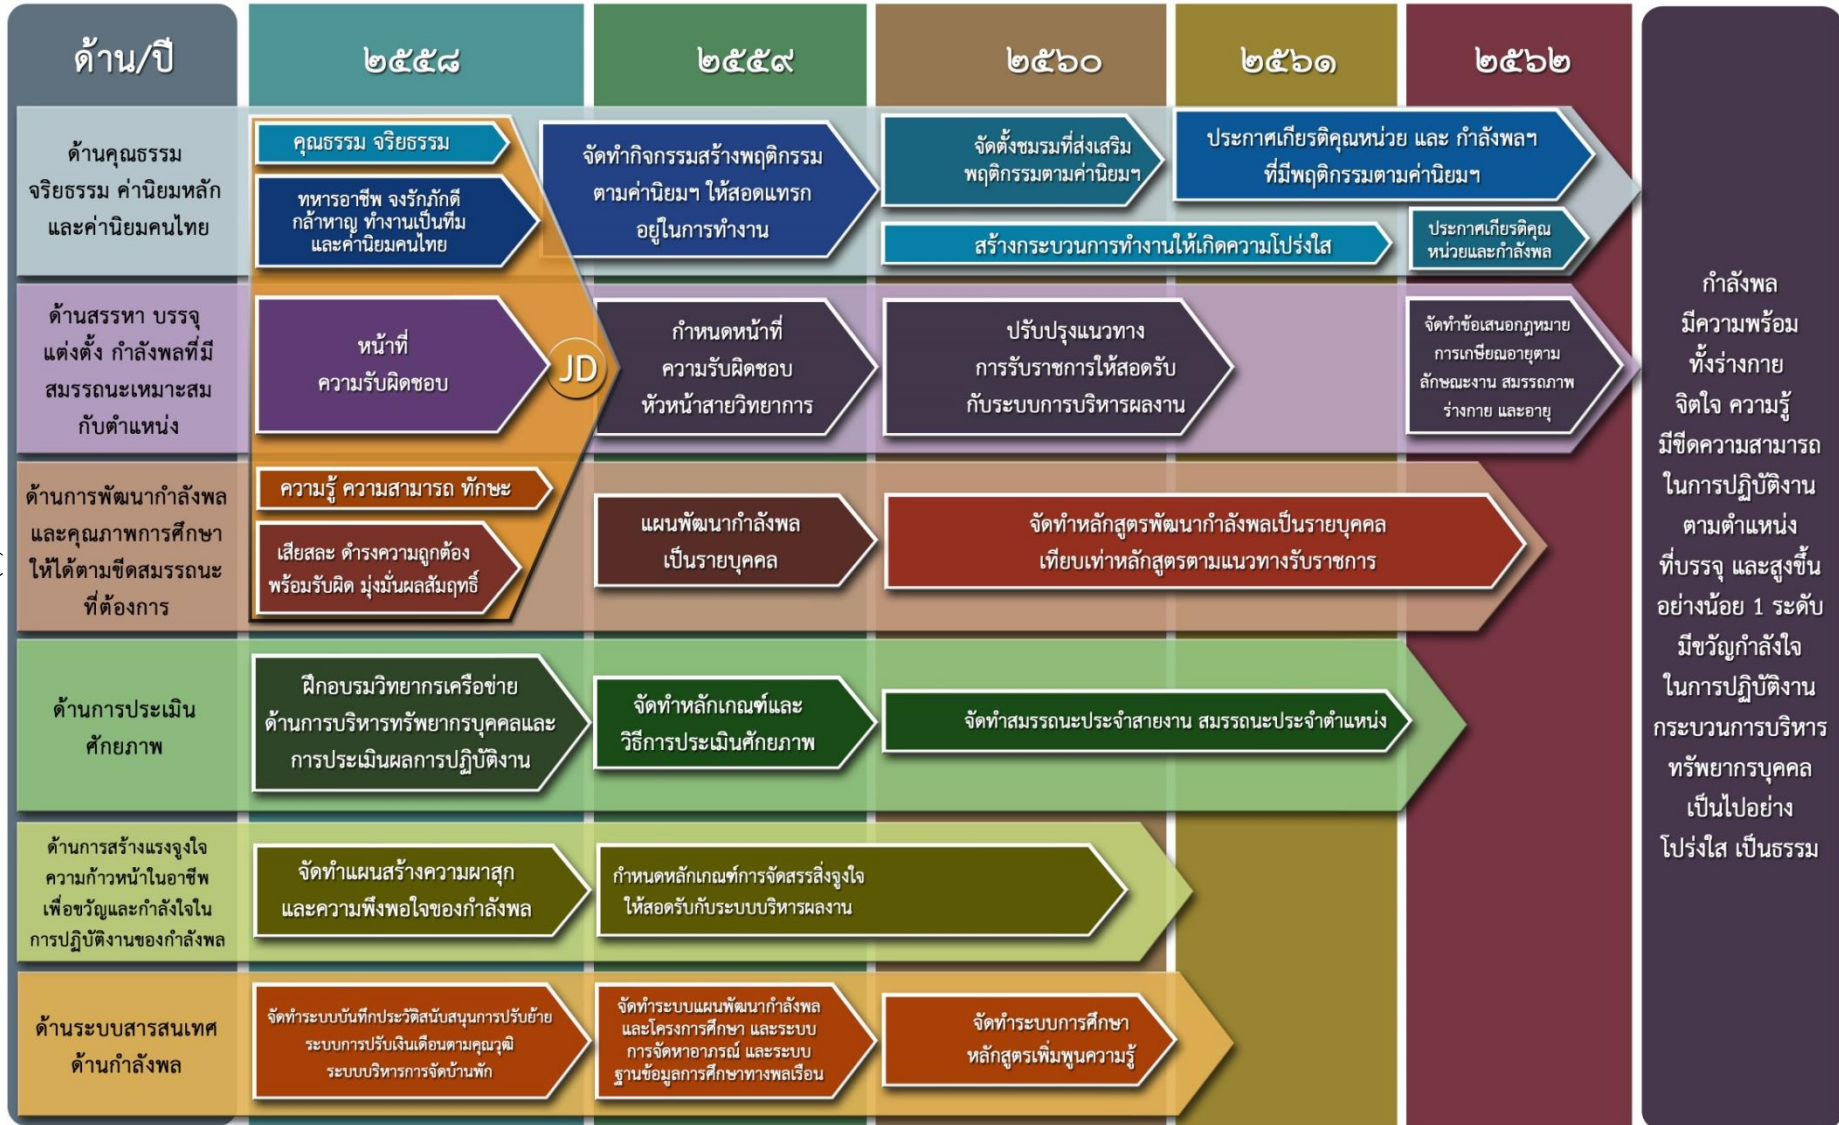 ด้าน/ปี
๒๕๕๘
๒๕๕๙
๒๕๖๐
๒๕๖๑
๒๕๖๒
ด้านคุณธรรม
จริยธรรม ค่านิยมหลัก
และค่านิยมคนไทย
คุณธรรม จริยธรรม
ทหารอาชีพ จงรักภักดี
กล้าหาญ ทำงานเป็นทีม
และค่านิยมคนไทย
จัดทำกิจกรรมสร้างพฤติกรรม
ตามค่านิยมฯ ให้สอดแทรก
อยู่ในการทำงาน
จัดตั้งชมรมที่ส่งเสริม
พฤติกรรมตามค่านิยมฯ
ประกาศเกียรติคุณหน่วย และ กำลังพลฯ
ที่มีพฤติกรรมตามค่านิยมฯ
สร้างกระบวนการทำงานให้เกิดความโปร่งใส
ประกาศเกียรติคุณ
หน่วยและกำลังพล
ด้านสรรหา บรรจุ
แต่งตั้ง กำลังพลที่มี
สมรรถนะเหมาะสม
กับตำแหน่ง
หน้าที่
ความรับผิดชอบ
JD
กำหนดหน้าที่
ความรับผิดชอบ
หัวหน้าสายวิทยาการ
ปรับปรุงแนวทาง
การรับราชการให้สอดรับ
กับระบบการบริหารผลงาน
จัดทำข้อเสนอกฎหมาย
การเกษียณอายุตาม
ลักษณะงาน สมรรถภาพ
ร่างกาย และอายุ
ด้านการพัฒนากำลังพล
และคุณภาพการศึกษา
ให้ได้ตามขีดสมรรถนะ
ที่ต้องการ
ความรู้ ความสามารถ ทักษะ
เสียสละ ดำรงความถูกต้อง
พร้อมรับผิด มุ่งมั่นผลสัมฤทธิ์
แผนพัฒนากำลังพล
เป็นรายบุคคล
จัดทำหลักสูตรพัฒนากำลังพลเป็นรายบุคคล
เทียบเท่าหลักสูตรตามแนวทางรับราชการ
ด้านการประเมิน
ศักยภาพ
ฝึกอบรมวิทยากรเครือข่าย
ด้านการบริหารทรัพยากรบุคคลและ
การประเมินผลการปฏิบัติงาน
จัดทำหลักเกณฑ์และ
วิธีการประเมินศักยภาพ
จัดทำสมรรถนะประจำสายงาน สมรรถนะประจำตำแหน่ง
ด้านการสร้างแรงจูงใจ
ความก้าวหน้าในอาชีพ
เพื่อขวัญและกำลังใจใน
การปฏิบัติงานของกำลังพล
จัดทำแผนสร้างความผาสุก
และความพึงพอใจของกำลังพล
กำหนดหลักเกณฑ์การจัดสรรสิ่งจูงใจ
ให้สอดรับกับระบบบริหารผลงาน
ด้านระบบสารสนเทศ
ด้านกำลังพล
จัดทำระบบบันทึกประวัติสนับสนุนการปรับย้าย
ระบบการปรับเงินเดือนตามคุณวุฒิ
ระบบบริหารการจัดบ้านพัก
จัดทำระบบแผนพัฒนากำลังพล
และโครงการศึกษา และระบบ
การจัดหาอาภรณ์ และระบบ
ฐานข้อมูลการศึกษาทางพลเรือน
จัดทำระบบการศึกษา
หลักสูตรเพิ่มพูนความรู้
กำลังพล
มีความพร้อม
ทั้งร่างกาย
จิตใจ ความรู้
มีขีดความสามารถ
ในการปฏิบัติงาน
ตามตำแหน่ง
ที่บรรจุ และสูงขึ้น
อย่างน้อย 1 ระดับ
มีขวัญกำลังใจ
ในการปฏิบัติงาน
กระบวนการบริหาร
ทรัพยากรบุคคล
เป็นไปอย่าง
โปร่งใส เป็นธรรม